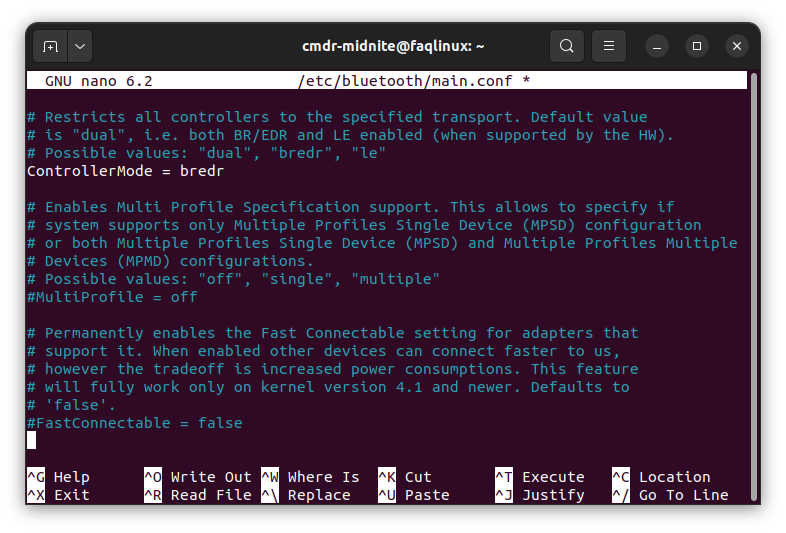 cmdr-midnite@faqlinux: ~
GNU nano 6.2 /etc/bluetooth/main.conf *
# Restricts all controllers to the specified transport. Default value
# is "dual", i.e. both BR/EDR and LE enabled (when supported by the HW).
# Possible values: "dual", "bredr", "le"
ControllerMode = bredr
# Enables Multi Profile Specification support. This allows to specify if
# system supports only Multiple Profiles Single Device (MPSD) configuration
# or both Multiple Profiles Single Device (MPSD) and Multiple Profiles Multiple
# Devices (MPMD) configurations.
# Possible values: "off", "single", "multiple"
#MultiProfile = off
# Permanently enables the Fast Connectable setting for adapters that
# support it. When enabled other devices can connect faster to us,
# however the tradeoff is increased power consumptions. This feature
# will fully work only on kernel version 4.1 and newer. Defaults to
# 'false'.
#FastConnectable = false
^G Help ^O Write Out ^W Where Is ^K Cut ^T Execute ^C Location
^X Exit ^R Read File ^\ Replace ^U Paste ^J Justify ^/ Go To Line